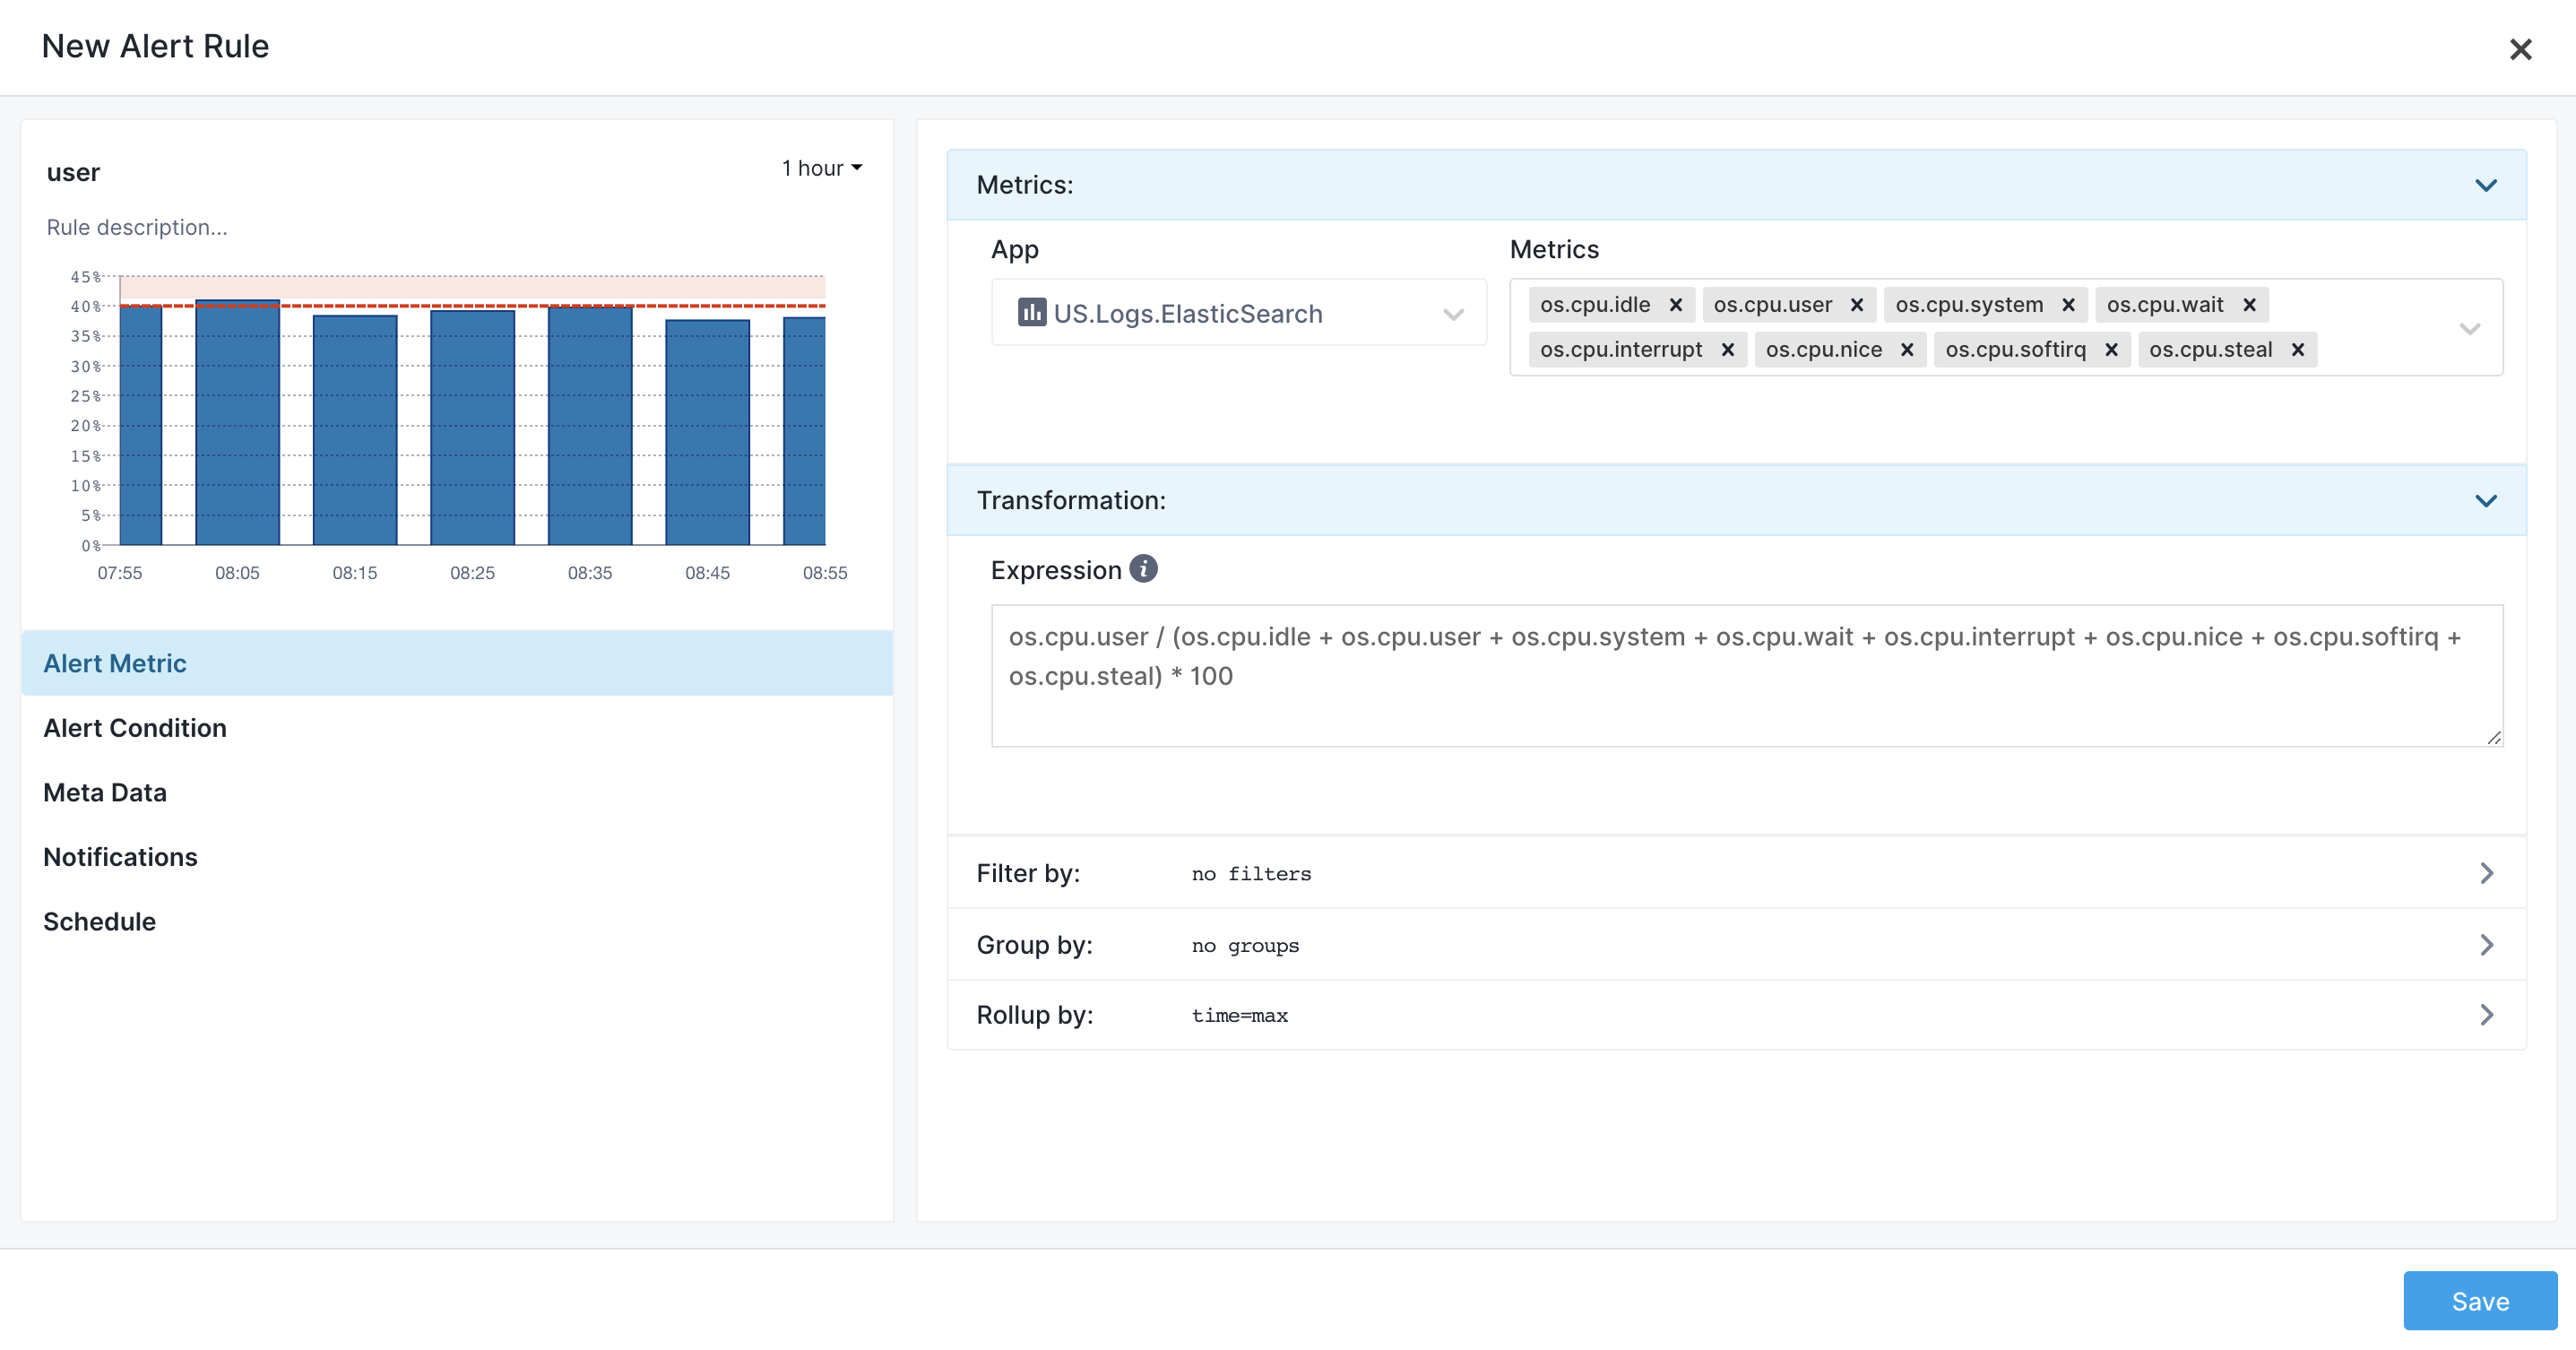 New Alert Rule
user
1 hour
Rule description...
45%
40%
35%
30%
25%
20%
15%
10%
5%
0%
07:55 08:05 08:15 08:25 08:35 08:45 08:55
Alert Metric
Alert Condition
Meta Data
Notifications
Schedule
Metrics:
App
US.Logs.ElasticSearch
Metrics
os.cpu.idle os.cpu.user os.cpu.system os.cpu.wait
os.cpu.interrupt os.cpu.nice os.cpu.softirq os.cpu.steal
Transformation:
Expression
os.cpu.user / (os.cpu.idle + os.cpu.user + os.cpu.system + os.cpu.wait + os.cpu.interrupt + os.cpu.nice + os.cpu.softirq +
os.cpu.steal) * 100
Filter by: no filters
Group by: no groups
Rollup by: time=max
Save